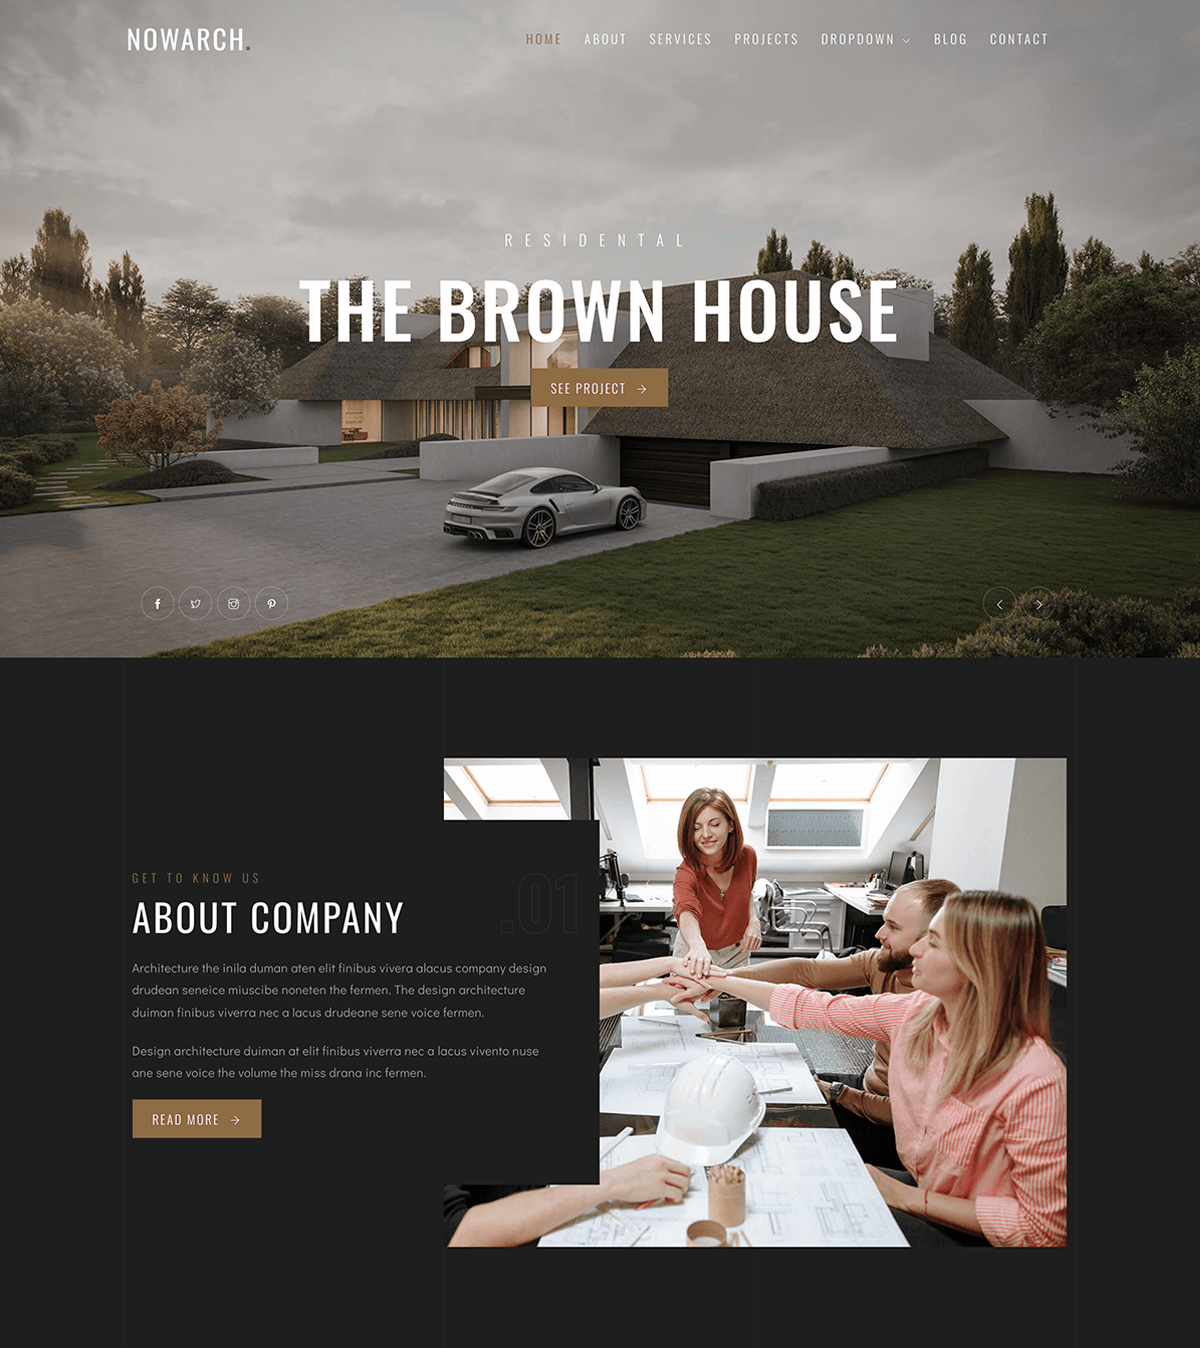 NOWARCH.
HOME ABOUT SERVICES PROJECTS DROPDOWN BLOG CONTACT
RESIDENTAL
THE BROWN HOUSE
SEE PROJECT →
GET TO KNOW US
.01
ABOUT COMPANY
Architecture the inila duman aten elit finibus vivera alacus company design
drudean seneice miuscibe noneten the fermen. The design architecture
duiman finibus viverra nec a lacus drudeane sene voice fermen.
Design architecture duiman at elit finibus viverra nec a lacus vivento nuse
ane sene voice the volume the miss drana inc fermen.
READ MORE →